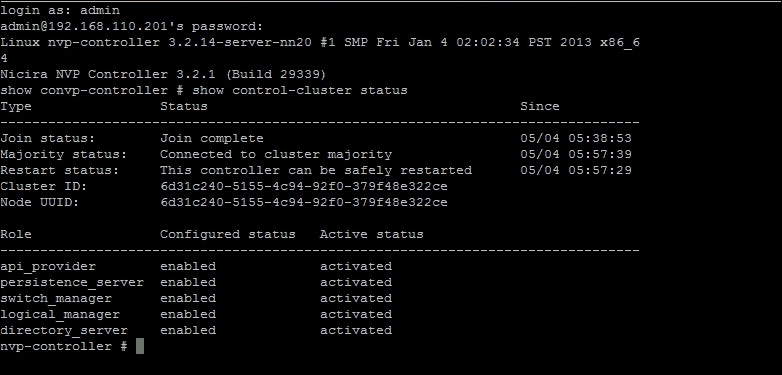 login as: admin
admin@192.168.110.201's password:
Linux nvp-controller 3.2.14-server-nn20 #1 SMP Fri Jan 4 02:02:34 PST 2013 x86_6
4
Nicira NVP Controller 3.2.1 (Build 29339)
show convp-controller # show control-cluster status
Type                Status                                       Since
--------------------------------------------------------------------------------
Join status:        Join complete                                05/04 05:38:53
Majority status:    Connected to cluster majority                05/04 05:57:39
Restart status:     This controller can be safely restarted      05/04 05:57:29
Cluster ID:         6d31c240-5155-4c94-92f0-379f48e322ce
Node UUID:          6d31c240-5155-4c94-92f0-379f48e322ce
Role                Configured status   Active status
--------------------------------------------------------------------------------
api_provider        enabled             activated
persistence_server  enabled             activated
switch_manager      enabled             activated
logical_manager     enabled             activated
directory_server    enabled             activated
nvp-controller #